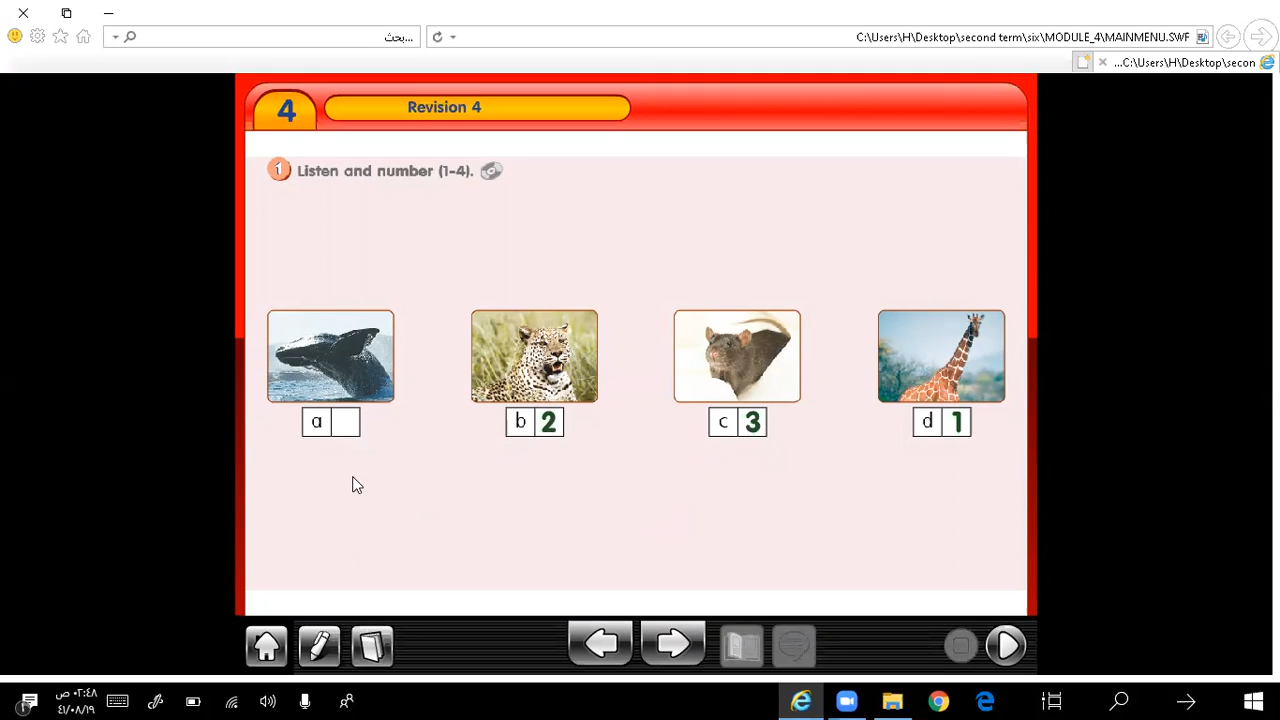 بحث...
C:\Users\H\Desktop\second term\six\MODULE_4\MAINMENU.SWF
C:\Users\H\Desktop\secon...
4
Revision 4
1 Listen and number (1-4).
a
b 2
c 3
d 1
٠٢:٤٨ ص
٤١/٠٨/١٩